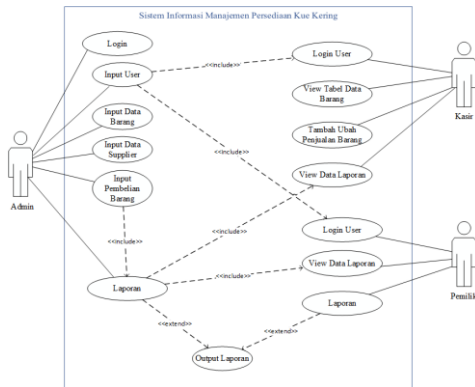 Sistem Informasi Manajemen Persediaan Kue Kering
Login
Input User
<<include>>
Login User
View Tabel Data
Barang
Kasir
Input Data
Barang
Tambah Ubah
Penjualan Barang
Input Data
Supplier
<<include>>
View Data Laporan
Input
Pembelian
Barang
Admin
<<include>>
<<include>>
Login User
View Data Laporan
<<include>>
Pemilik
Laporan
Laporan
<<extend>>
<<extend>>
Output Laporan